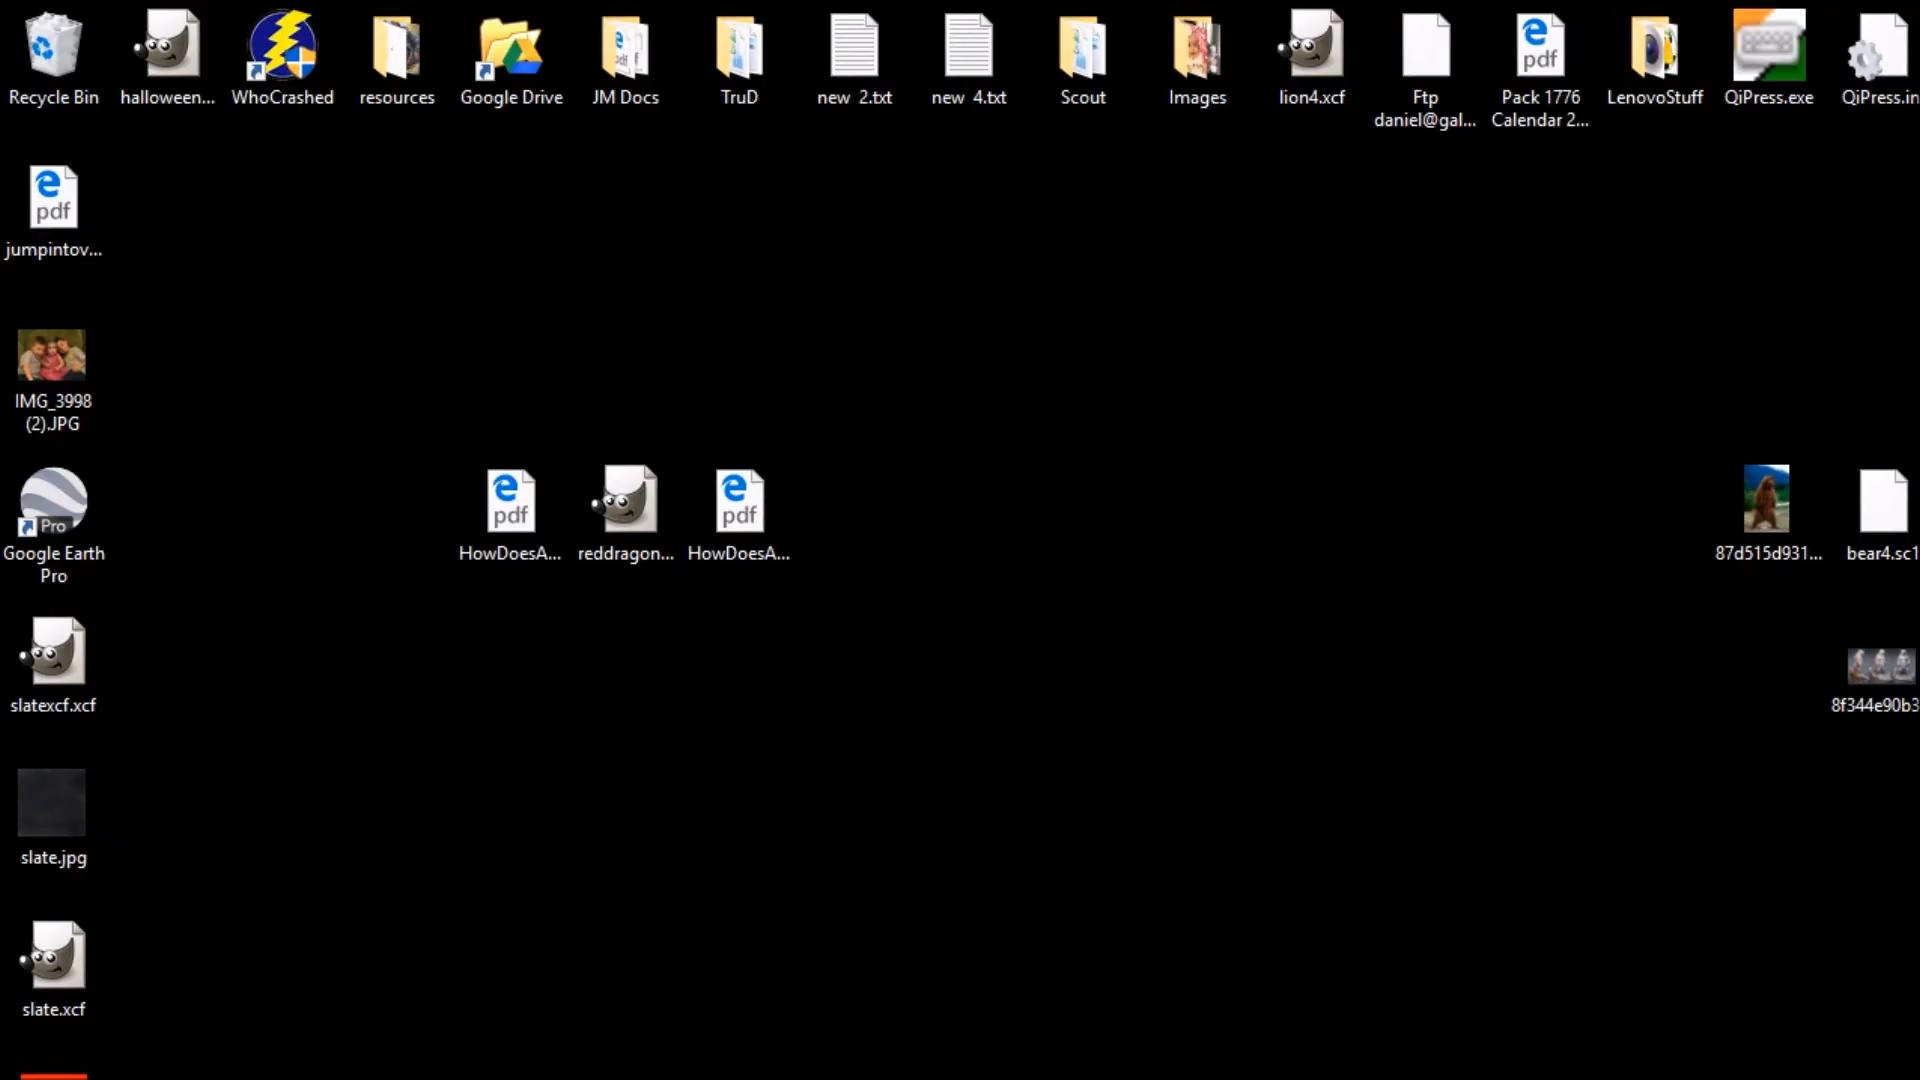 Recycle Bin
halloween...
WhoCrashed
resources
Google Drive
JM Docs
TruD
new 2.txt
new 4.txt
Scout
Images
lion4.xcf
Ftp
daniel@gal...
Pack 1776
Calendar 2...
LenovoStuff
QiPress.exe
QiPress.in
jumpintov...
IMG_3998
(2).JPG
Google Earth
Pro
HowDoesA...
reddragon...
HowDoesA...
87d515d931...
bear4.sc1
slatexcf.xcf
8f344e90b3
slate.jpg
slate.xcf
e
pdf
e
pdf
e
pdf
e
pdf
Pro